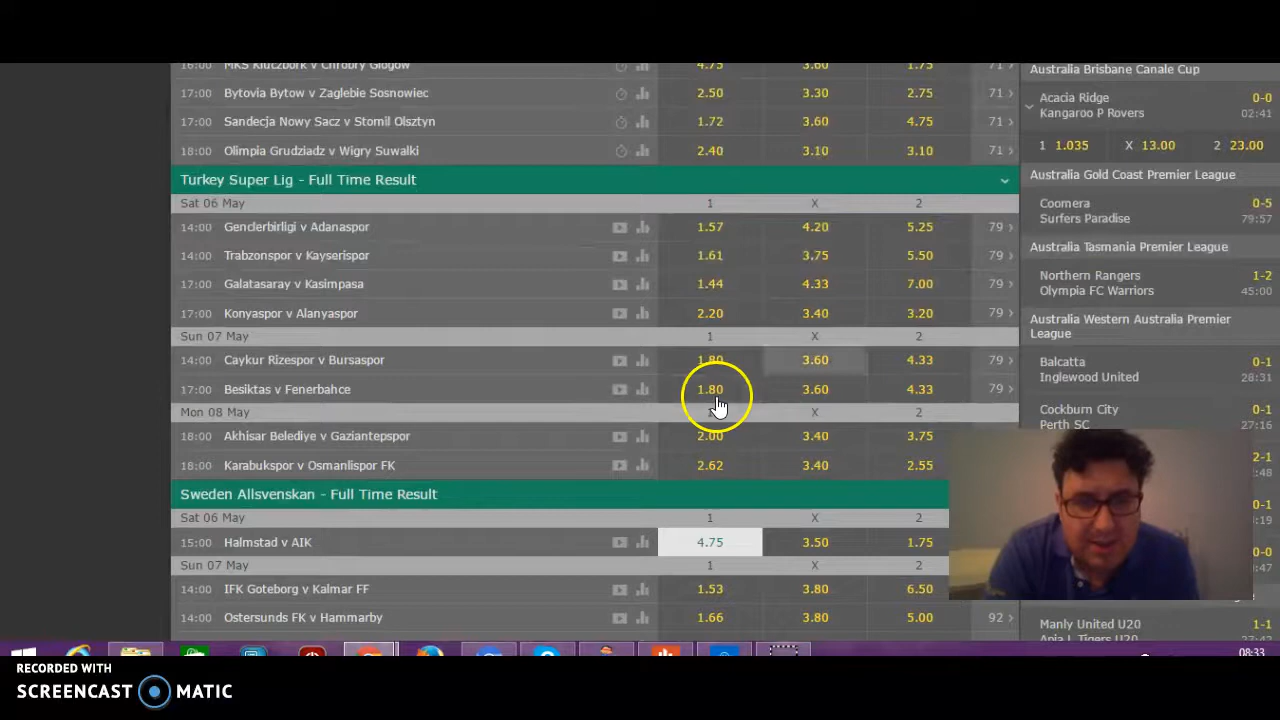 16:00 MKS Kluczbork v Chrobry Glogow 4.75 3.60 1.75 71 >
17:00 Bytovia Bytow v Zaglebie Sosnowiec 2.50 3.30 2.75 71 >
17:00 Sandecja Nowy Sacz v Stomil Olsztyn 1.72 3.60 4.75 71 >
18:00 Olimpia Grudziadz v Wigry Suwalki 2.40 3.10 3.10 71 >
Turkey Super Lig - Full Time Result
Sat 06 May 1 X 2
14:00 Genclerbirligi v Adanaspor 1.57 4.20 5.25 79 >
14:00 Trabzonspor v Kayserispor 1.61 3.75 5.50 79 >
17:00 Galatasaray v Kasimpasa 1.44 4.33 7.00 79 >
17:00 Konyaspor v Alanyaspor 2.20 3.40 3.20 79 >
Sun 07 May 1 X 2
14:00 Caykur Rizespor v Bursaspor 1.80 3.60 4.33 79 >
17:00 Besiktas v Fenerbahce 1.80 3.60 4.33 79 >
Mon 08 May 1 X 2
18:00 Akhisar Belediye v Gaziantepspor 2.00 3.40 3.75
18:00 Karabukspor v Osmanlispor FK 2.62 3.40 2.55
Sweden Allsvenskan - Full Time Result
Sat 06 May 1 X 2
15:00 Halmstad v AIK 4.75 3.50 1.75
Sun 07 May 1 X 2
14:00 IFK Goteborg v Kalmar FF 1.53 3.80 6.50
14:00 Ostersunds FK v Hammarby 1.66 3.80 5.00 92 >
Australia Brisbane Canale Cup
Acacia Ridge 0-0
Kangaroo P Rovers 02:41
1 1.035 X 13.00 2 23.00
Australia Gold Coast Premier League
Coomera 0-5
Surfers Paradise 79:57
Australia Tasmania Premier League
Northern Rangers 1-2
Olympia FC Warriors 45:00
Australia Western Australia Premier
League
Balcatta 0-1
Inglewood United 28:31
Cockburn City 0-1
Perth SC 27:16
2-1
:48
0-1
:19
0-0
:47
Manly United U20 1-1
Apia L Tigers U20 27:42
08:33
RECORDED WITH
SCREENCAST MATIC